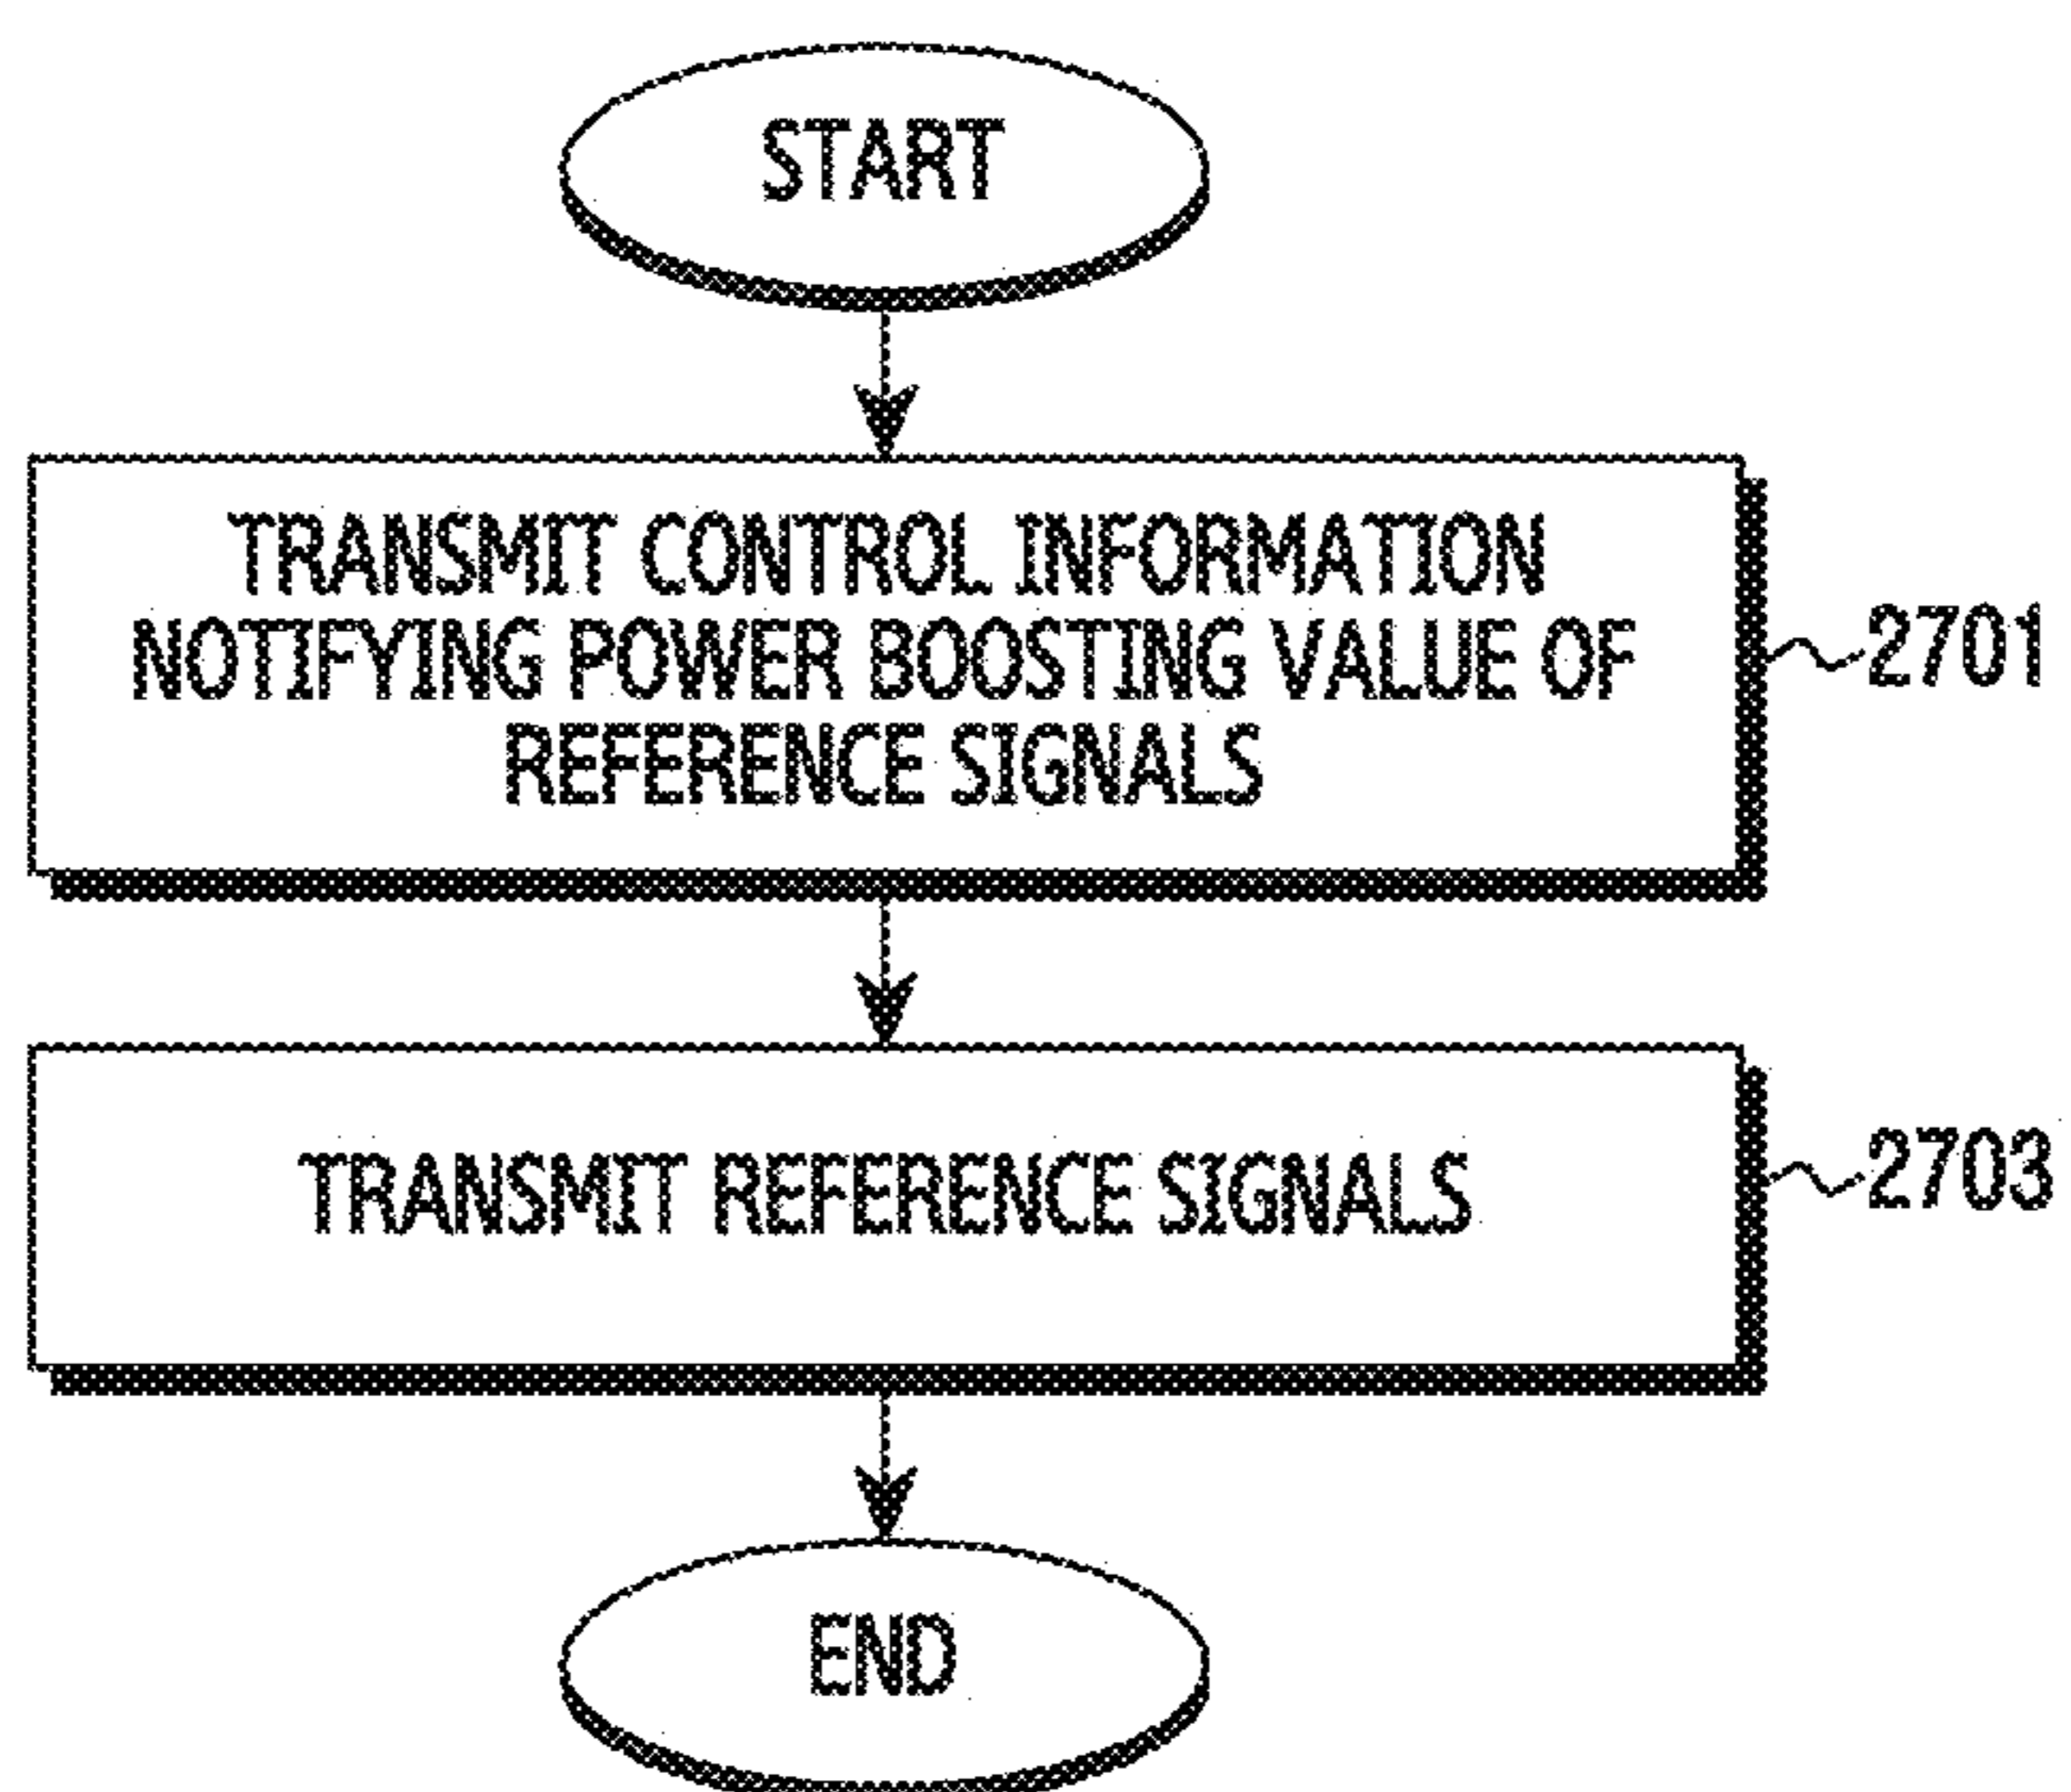 START
TRANSMIT CONTROL INFORMATION
NOTIFYING POWER BOOSTING VALUE OF
REFERENCE SIGNALS
2701
TRANSMIT REFERENCE SIGNALS
2703
END